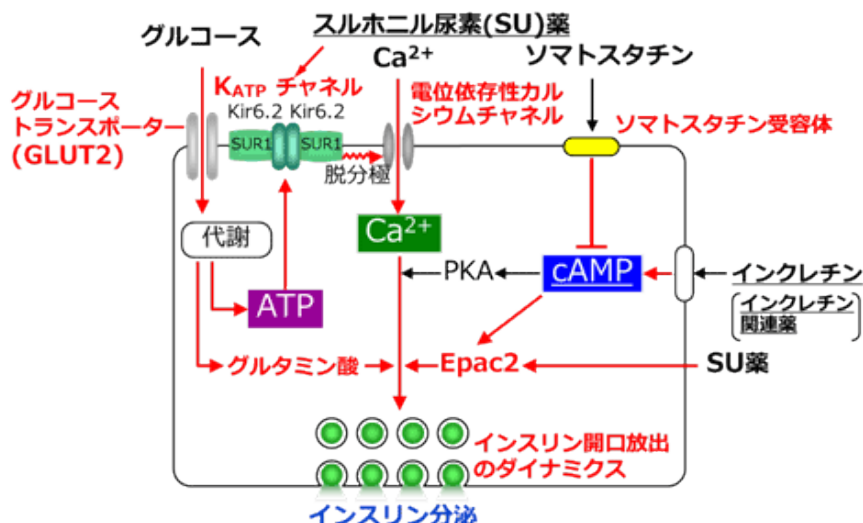 スルホニル尿素(SU)薬
グルコース
Ca²⁺
ソマトスタチン
KATP チャネル
グルコース
トランスポーター
(GLUT2)
Kir6.2 Kir6.2
電位依存性カル
シウムチャネル
ソマトスタチン受容体
SUR1
SUR1
脱分極
代謝
Ca²⁺
PKA
cAMP
インクレチン
インクレチン
関連薬
ATP
グルタミン酸
Epac2
SU薬
インスリン開口放出
のダイナミクス
インスリン分泌